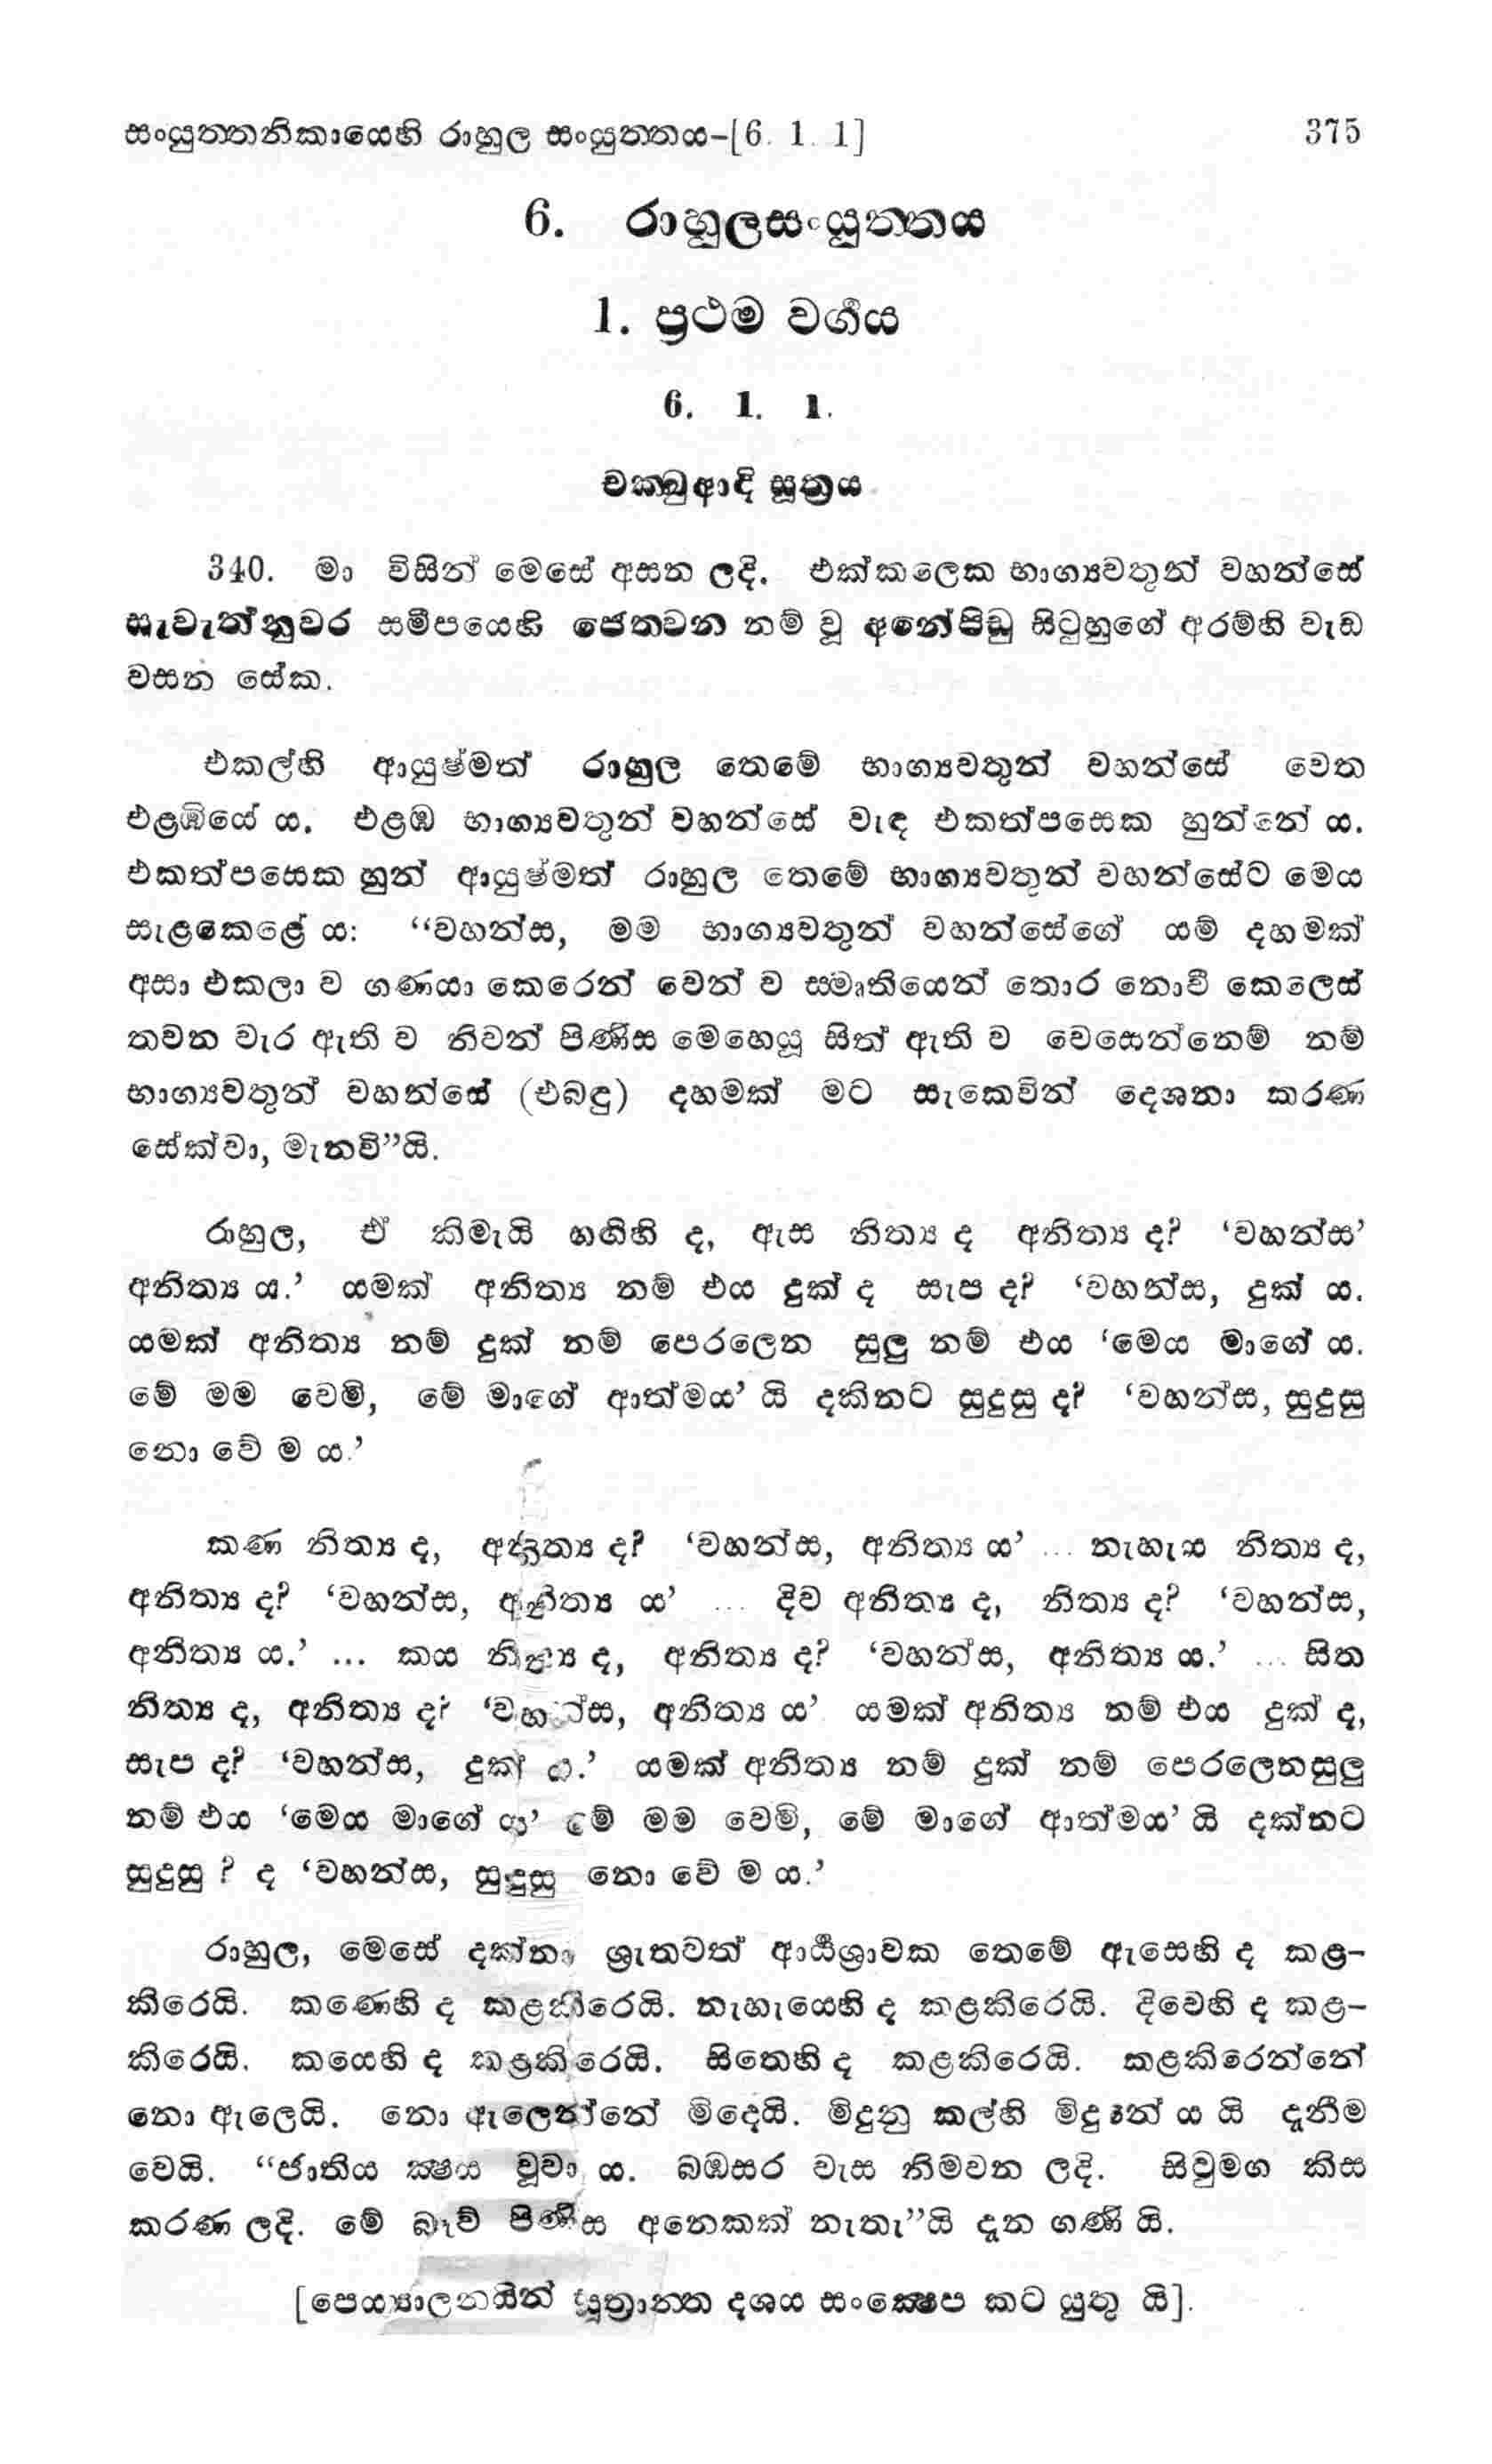 සංයුත්තනිකායෙහි රාහුල සංයුත්තය-[6. 1. 1] 375
6. රාහුලසංයුත්තය
1. ප්‍රථම වර්‍ගය
6. 1. 1.
චක්ඛුආදි සූත්‍රය
340. මා විසින් මෙසේ අසන ලදි. එක්කලෙක භාග්‍යවතුන් වහන්සේ
සැවැත්නුවර සමීපයෙහි ජෙතවන නම් වූ අනේපිඬු සිටුහුගේ අරම්හි වැඩ
වසන සේක.
එකල්හි ආයුෂ්මත් රාහුල තෙමේ භාග්‍යවතුන් වහන්සේ වෙත
එළඹියේ ය. එළඹ භාග්‍යවතුන් වහන්සේ වැඳ එකත්පසෙක හුන්නේ ය.
එකත්පසෙක හුන් ආයුෂ්මත් රාහුල තෙමේ භාග්‍යවතුන් වහන්සේට මෙය
සැළකෙළේ ය: “වහන්ස, මම භාග්‍යවතුන් වහන්සේගේ යම් දහමක්
අසා එකලා ව ගණයා කෙරෙන් වෙන් ව සමෘතියෙන් තොර නොවී කෙලෙස්
තවන වැර ඇති ව නිවන් පිණිස මෙහෙයූ සිත් ඇති ව වෙසෙන්නෙම් නම්
භාග්‍යවතුන් වහන්සේ (එබඳු) දහමක් මට සැකෙවින් දෙශනා කරණ
සේක්වා, මැනවි”යි.
රාහුල, ඒ කිමැයි හඟිහි ද, ඇස නිත්‍ය ද අනිත්‍ය ද? ‘වහන්ස’
අනිත්‍ය ය.’ යමක් අනිත්‍ය නම් එය දුක් ද සැප ද? ‘වහන්ස, දුක් ය.
යමක් අනිත්‍ය නම් දුක් නම් පෙරලෙන සුලු නම් එය ‘මෙය මාගේ ය.
මේ මම වෙමි, මේ මාගේ ආත්මය’ යි දකිනට සුදුසු ද? ‘වහන්ස, සුදුසු
නො වේ ම ය.’
කණ නිත්‍ය ද, අනිත්‍ය ද? ‘වහන්ස, අනිත්‍ය ය’ ... නැහැය නිත්‍ය ද,
අනිත්‍ය ද? ‘වහන්ස, අනිත්‍ය ය’ ... දිව අනිත්‍ය ද, නිත්‍ය ද? ‘වහන්ස,
අනිත්‍ය ය.’ ... කය නිත්‍ය ද, අනිත්‍ය ද? ‘වහන්ස, අනිත්‍ය ය.’ ... සිත
නිත්‍ය ද, අනිත්‍ය ද? ‘වහන්ස, අනිත්‍ය ය’ යමක් අනිත්‍ය නම් එය දුක් ද,
සැප ද? ‘වහන්ස, දුක් ය.’ යමක් අනිත්‍ය නම් දුක් නම් පෙරලෙනසුලු
නම් එය ‘මෙය මාගේ ය’ මේ මම වෙමි, මේ මාගේ ආත්මය’ යි දක්නට
සුදුසු ? ද ‘වහන්ස, සුදුසු නො වේ ම ය.’
රාහුල, මෙසේ දක්නා ශ්‍රැතවත් ආර්‍ය්‍යශ්‍රාවක තෙමේ ඇසෙහි ද කළ-
කිරෙයි. කණෙහි ද කළකිරෙයි. නැහැයෙහි ද කළකිරෙයි. දිවෙහි ද කළ-
කිරෙයි. කයෙහි ද කළකිරෙයි. සිතෙහි ද කළකිරෙයි. කළකිරෙන්නේ
නො ඇලෙයි. නො ඇලෙන්නේ මිදෙයි. මිදුනු කල්හි මිදුනේ ය යි දැනීම
වෙයි. “ජාතිය ක්‍ෂය වූවා ය. බඹසර වැස නිමවන ලදි. සිවුමග කිස
කරණ ලදි. මේ බැව් පිණිස අනෙකක් නැතැ”යි දැන ගණි යි.
[පෙය්‍යාලනයින් සූත්‍රාන්ත දශය සංක්‍ෂෙප කට යුතු යි].